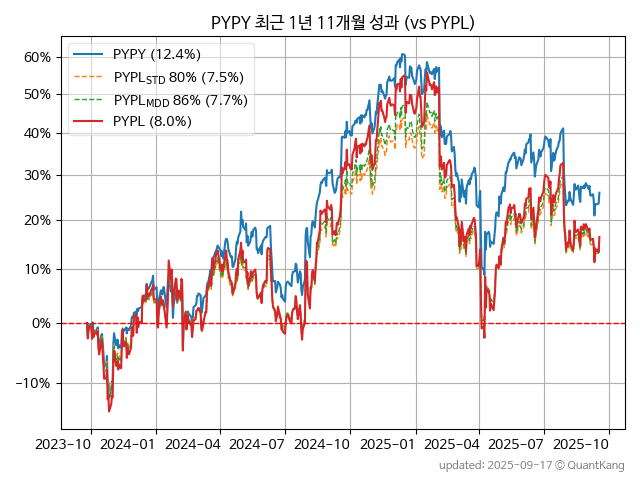 PYPY 최근 1년 11개월 성과 (vs PYPL)
PYPY (12.4%)
PYPL_STD 80% (7.5%)
PYPL_MDD 86% (7.7%)
PYPL (8.0%)
60%
50%
40%
30%
20%
10%
0%
−10%
2023-10 2024-01 2024-04 2024-07 2024-10 2025-01 2025-04 2025-07 2025-10
updated: 2025-09-17 © QuantKang